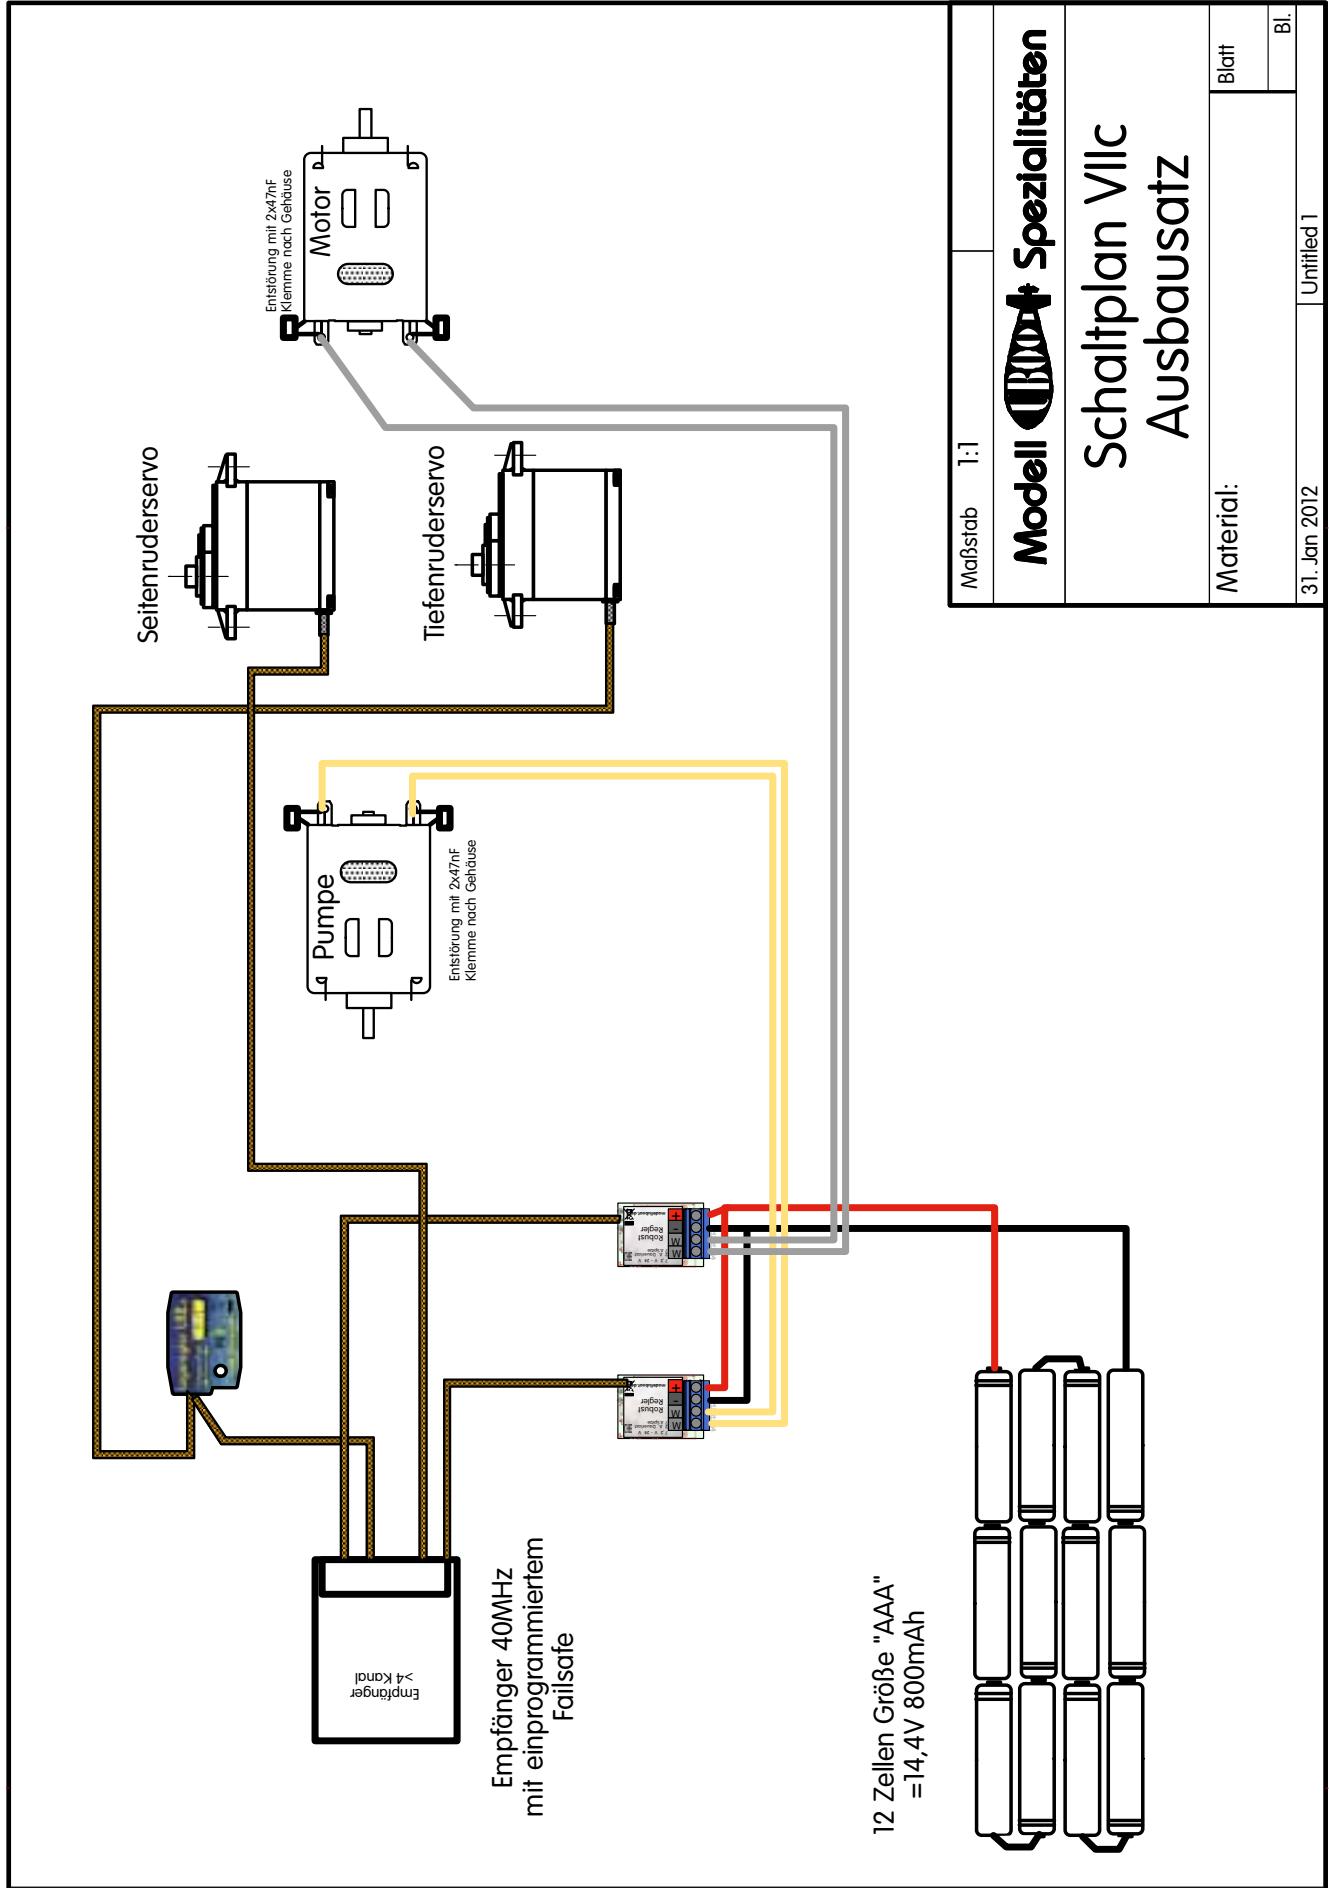 Entstörung mit 2x47nF
Klemme nach Gehäuse
Motor
Seitenruderservo
Tiefenruderservo
Pumpe
Entstörung mit 2x47nF
Klemme nach Gehäuse
Robust
Regler
+
-
M
M
Robust
Regler
+
-
M
M
Empfänger
>4 Kanal
Empfänger 40MHz
mit einprogrammiertem
Failsafe
12 Zellen Größe "AAA"
=14,4V 800mAh
Maßstab 1:1
Modell Spezialitäten
Schaltplan VIIc
Ausbausatz
Material:
Blatt
Bl.
31. Jan 2012
Untitled 1